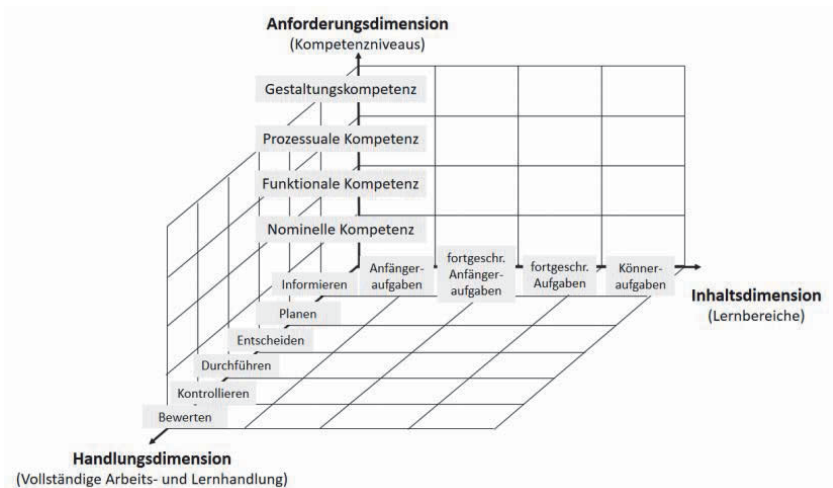 Anforderungsdimension
(Kompetenzniveaus)
Gestaltungskompetenz
Prozessuale Kompetenz
Funktionale Kompetenz
Nominelle Kompetenz
Informieren
Planen
Entscheiden
Durchführen
Kontrollieren
Bewerten
Anfänger-
aufgaben
fortgeschr.
Anfänger-
aufgaben
fortgeschr.
Aufgaben
Könner-
aufgaben
Inhaltsdimension
(Lernbereiche)
Handlungsdimension
(Vollständige Arbeits- und Lernhandlung)